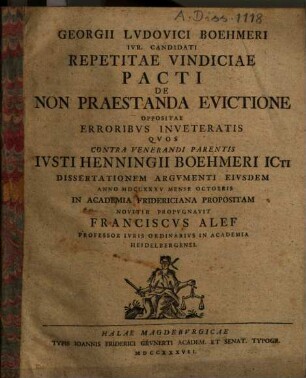 A. Diss. 1118
GEORGII LVDOVICI BOEHMERI
IVR. CANDIDATI
REPETITAE VINDICIAE
PACTI
DE
NON PRAESTANDA EVICTIONE
OPPOSITAE
ERRORIBVS INVETERATIS
QVOS
CONTRA VENERANDI PARENTIS
IVSTI HENNINGII BOEHMERI ICTI
DISSERTATIONEM ARGVMENTI EIVSDEM
ANNO MDCCXXXV MENSE OCTOBRIS
IN ACADEMIA FRIDERICIANA PROPOSITAM
NOVITER PROPVGNAVIT
FRANCISCVS ALEF
PROFESSOR IVRIS ORDINARIVS IN ACADEMIA
HEIDELBERGENSI.
HALAE MAGDEBVRGICAE
TYPIS IOANNIS FRIDERICI GRVNERTI ACADEM. ET SENAT. TYPOGR.
MDCCXXXVII.